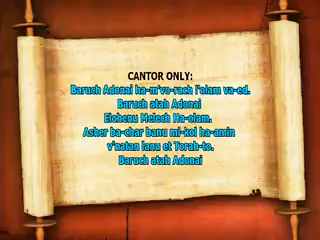 CANTOR ONLY:
Baruch Adonai ha-m'vo-rach l'olam va-ed.
Baruch atah Adonai
Elohenu Melech Ha-olam.
Asher ba-char banu mi-kol ha-amin
v'natan lanu et Torah-to.
Baruch atah Adonai